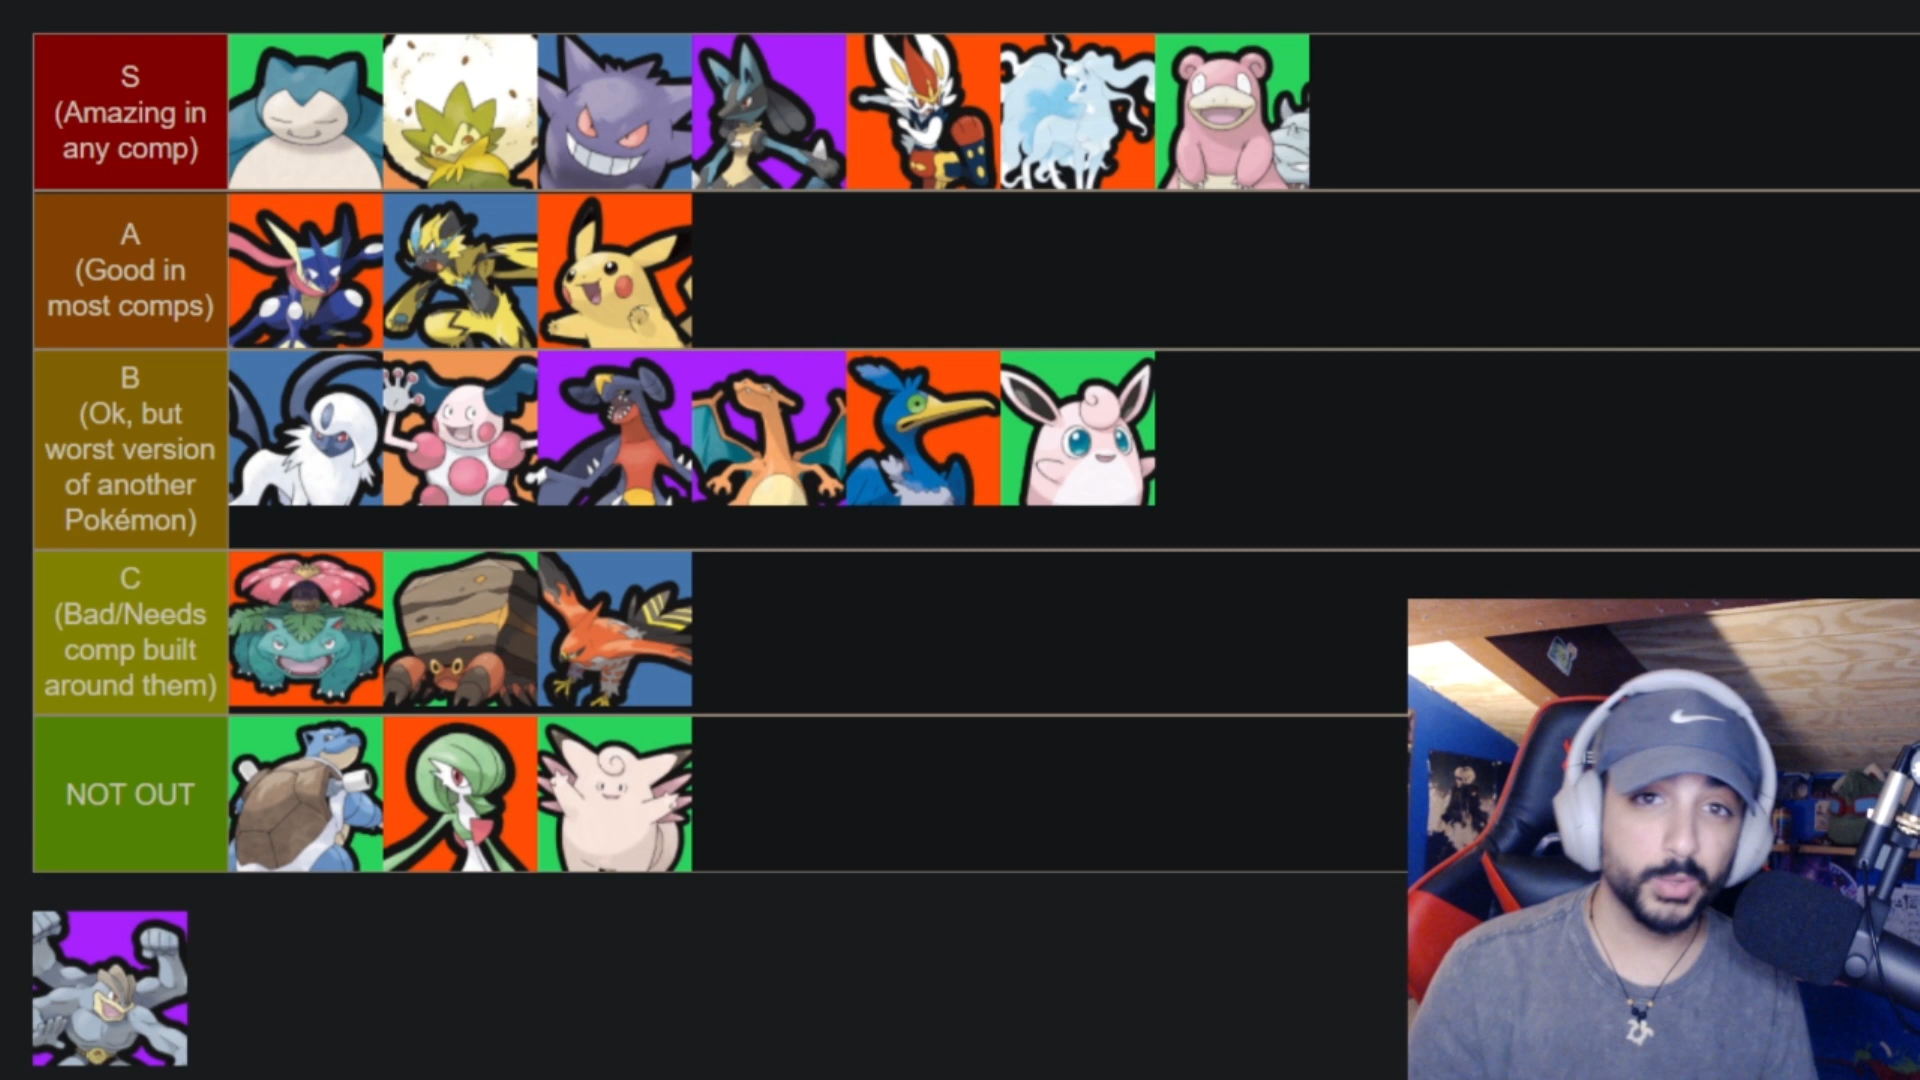 S
(Amazing in
any comp)
A
(Good in
most comps)
B
(Ok, but
worst version
of another
Pokémon)
C
(Bad/Needs
comp built
around them)
NOT OUT